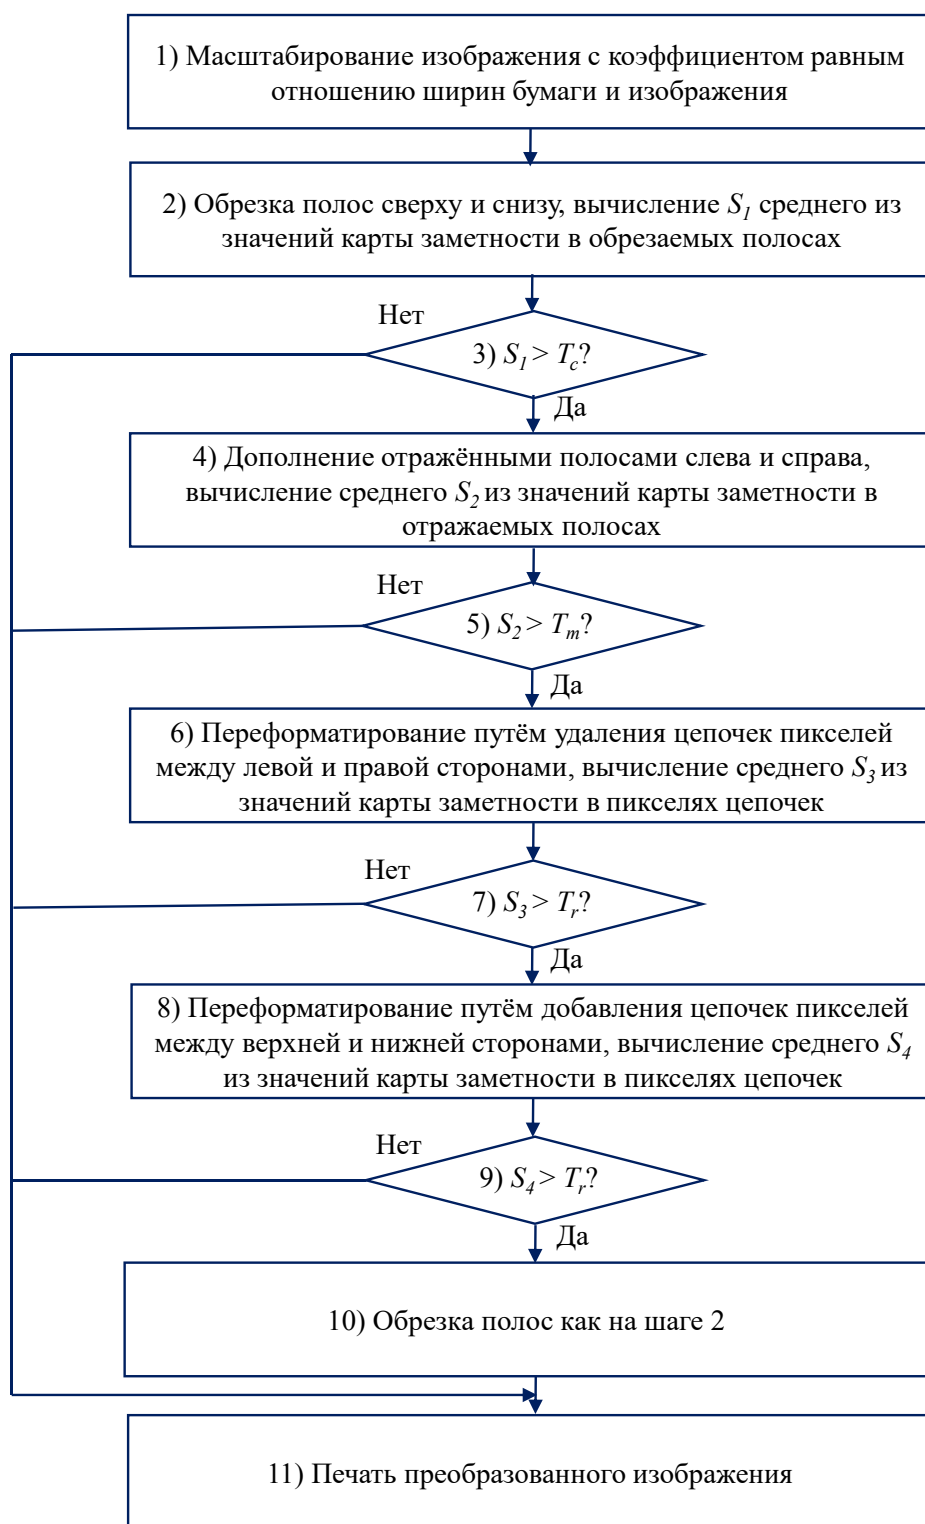 1) Масштабирование изображения с коэффициентом равным
отношению ширин бумаги и изображения
2) Обрезка полос сверху и снизу, вычисление S₁ среднего из
значений карты заметности в обрезаемых полосах
Нет
3) S₁ > T_c?
Да
4) Дополнение отражёнными полосами слева и справа,
вычисление среднего S₂ из значений карты заметности в
отражаемых полосах
Нет
5) S₂ > T_m?
Да
6) Переформатирование путём удаления цепочек пикселей
между левой и правой сторонами, вычисление среднего S₃ из
значений карты заметности в пикселях цепочек
Нет
7) S₃ > T_r?
Да
8) Переформатирование путём добавления цепочек пикселей
между верхней и нижней сторонами, вычисление среднего S₄
из значений карты заметности в пикселях цепочек
Нет
9) S₄ > T_r?
Да
10) Обрезка полос как на шаге 2
11) Печать преобразованного изображения